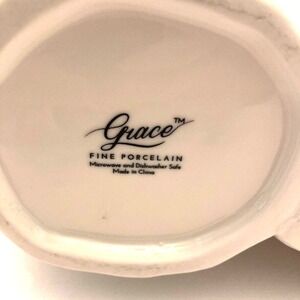 Grace™
FINE PORCELAIN
Microwave and Dishwasher Safe
Made in China